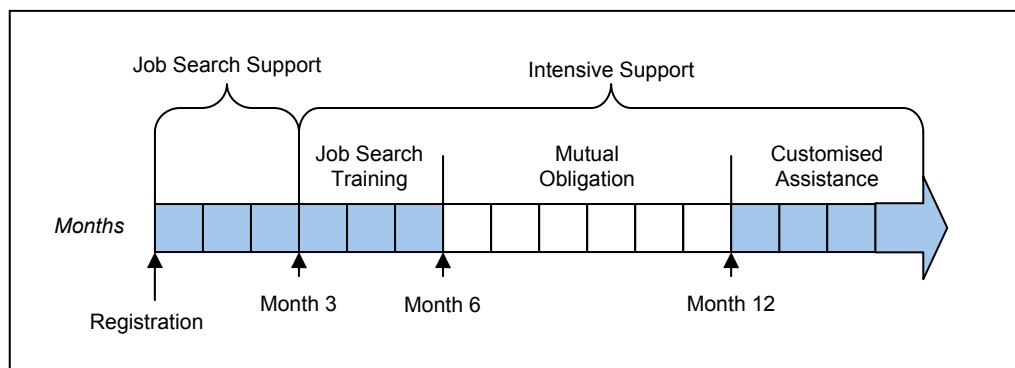 Job Search Support
Intensive Support
Job Search
Training
Mutual
Obligation
Customised
Assistance
Months
Registration
Month 3
Month 6
Month 12